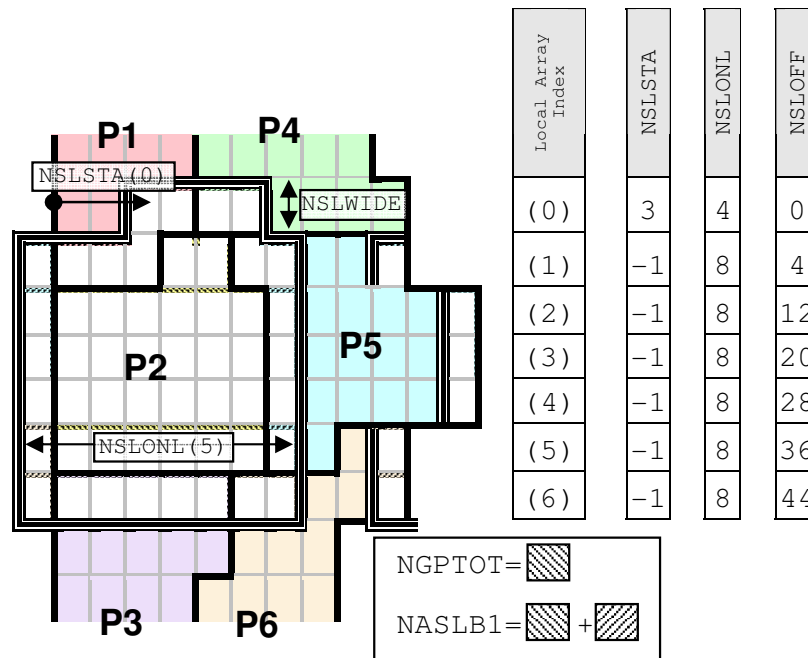 Local Array
Index
NSLSTA
NSLONL
NSLOFF
P1
P4
NSLSTA(0)
NSLWIDE
(0) 3 4 0
(1) -1 8 4
(2) -1 8 12
(3) -1 8 20
(4) -1 8 28
(5) -1 8 36
(6) -1 8 44
P2
P5
NSLONL(5)
P3
P6
NGPTOT=
NASLB1= +